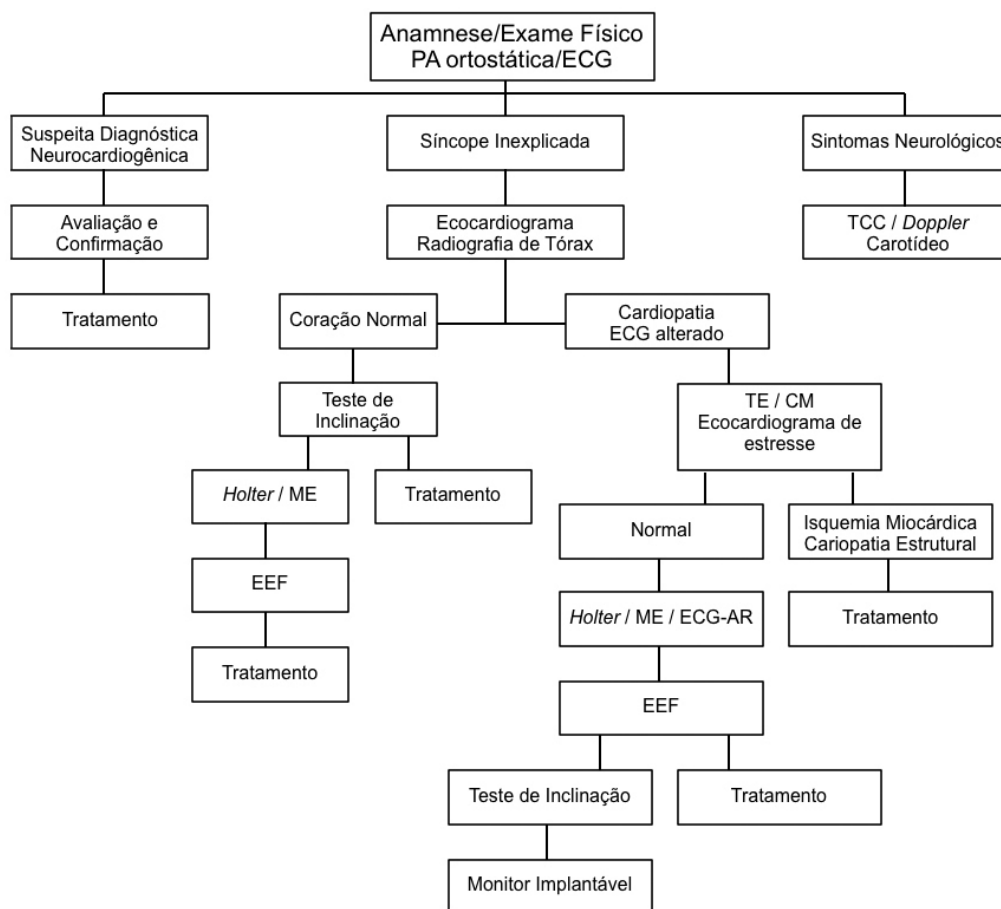 Anamnese/Exame Físico
PA ortostática/ECG
Suspeita Diagnóstica
Neurocardiogênica
Síncope Inexplicada
Sintomas Neurológicos
Avaliação e
Confirmação
Ecocardiograma
Radiografia de Tórax
TCC / Doppler
Carotídeo
Tratamento
Coração Normal
Cardiopatia
ECG alterado
Teste de
Inclinação
TE / CM
Ecocardiograma de
estresse
Holter / ME
Tratamento
Normal
Isquemia Miocárdica
Cariopatia Estrutural
EEF
Holter / ME / ECG-AR
Tratamento
Tratamento
EEF
Teste de Inclinação
Tratamento
Monitor Implantável